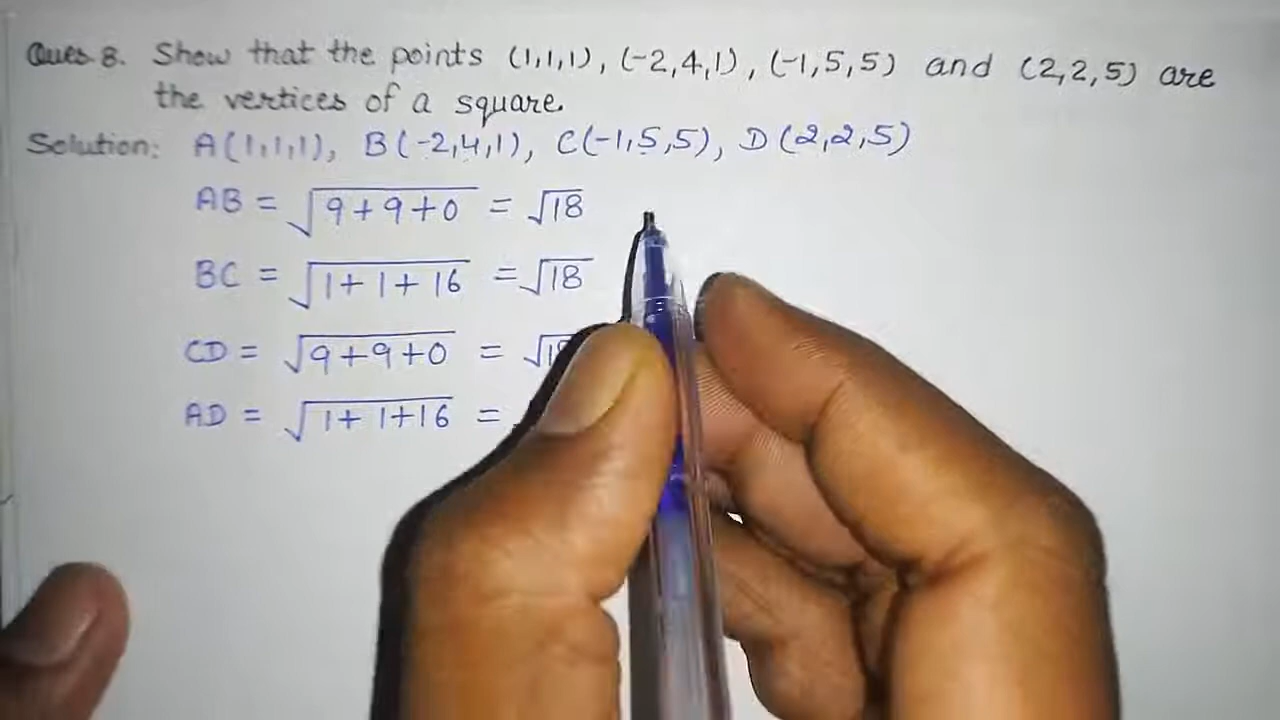 Ques 8. Show that the points (1,1,1), (-2,4,1), (-1,5,5) and (2,2,5) are
the vertices of a square.
Solution: A(1,1,1), B(-2,4,1), C(-1,5,5), D(2,2,5)
AB = √9+9+0 = √18
BC = √1+1+16 = √18
CD = √9+9+0 =
AD = √1+1+16 =